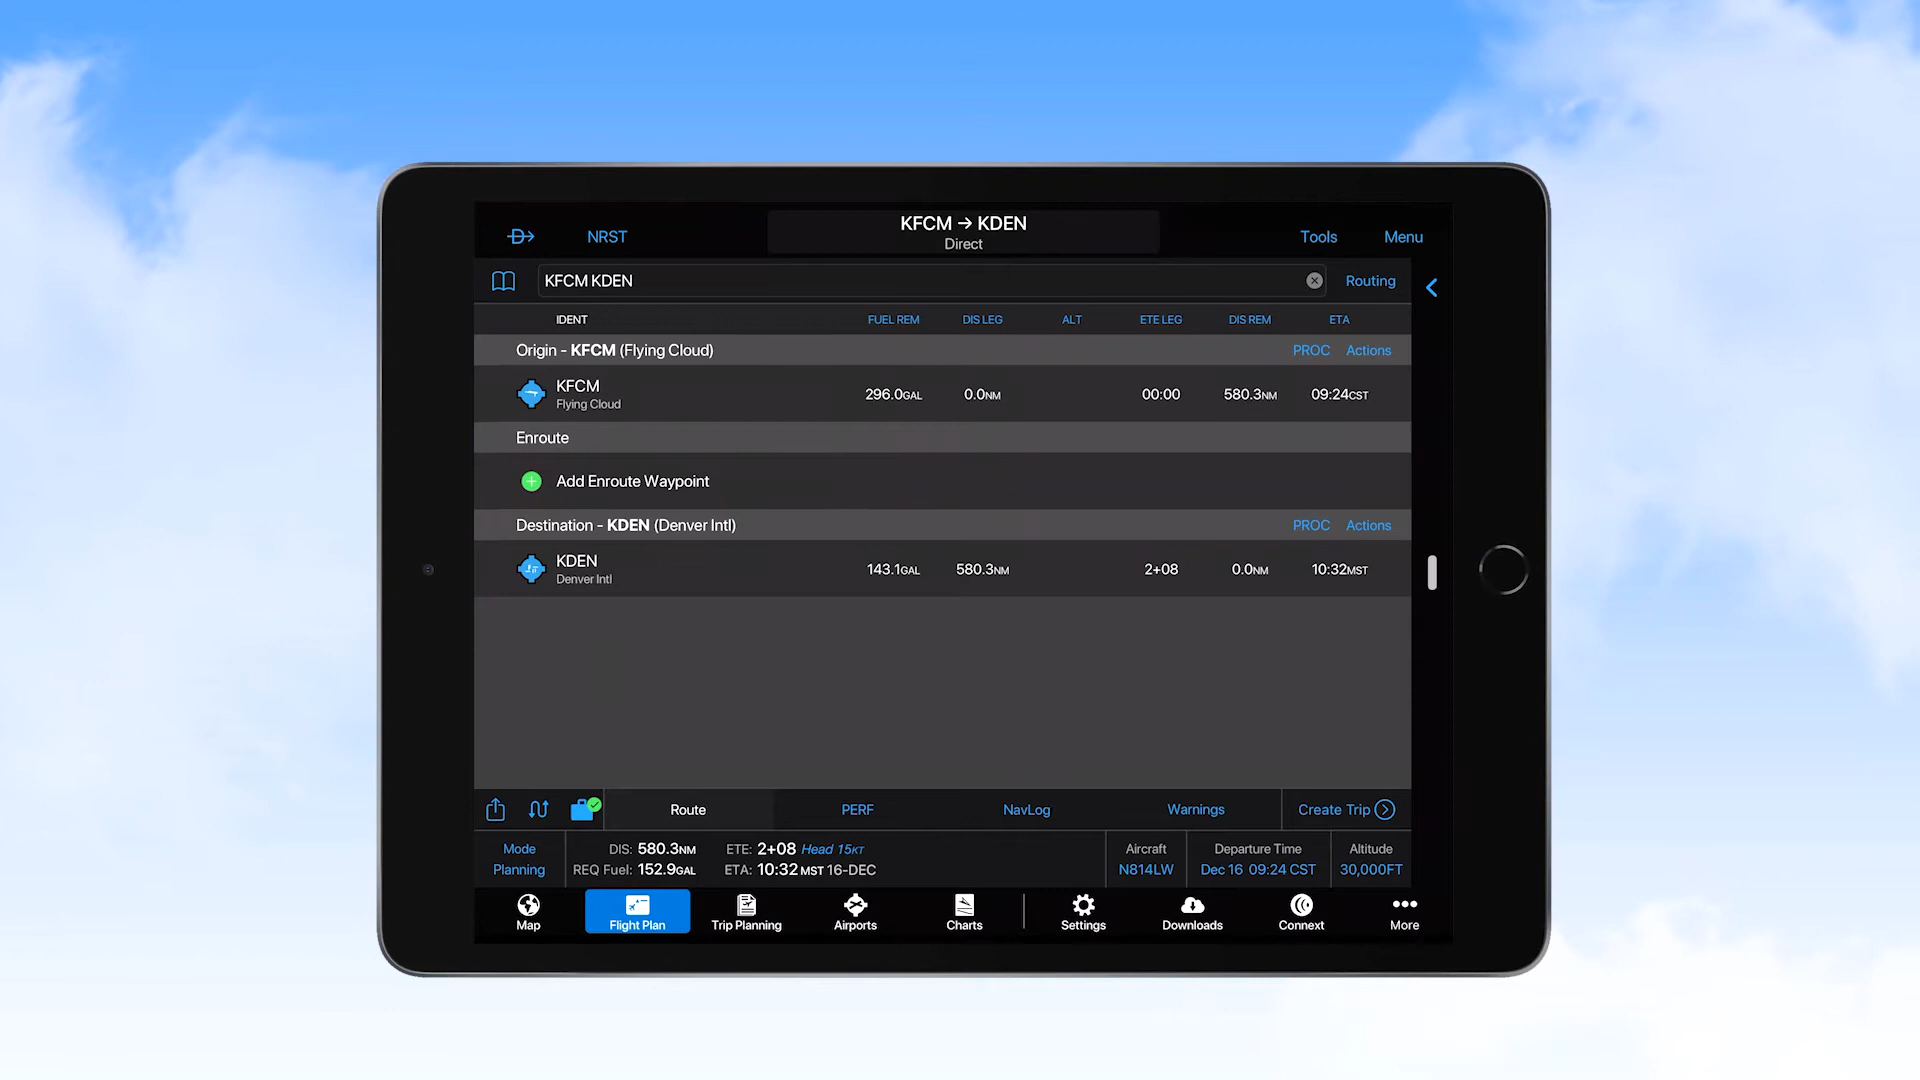 NRST
KFCM → KDEN
Direct
Tools
Menu
KFCM KDEN
Routing
IDENT FUEL REM DIS LEG ALT ETE LEG DIS REM ETA
Origin - KFCM (Flying Cloud) PROC Actions
KFCM
Flying Cloud
296.0GAL 0.0NM 00:00 580.3NM 09:24CST
Enroute
Add Enroute Waypoint
Destination - KDEN (Denver Intl) PROC Actions
KDEN
Denver Intl
143.1GAL 580.3NM 2+08 0.0NM 10:32MST
Route PERF NavLog Warnings Create Trip
Mode
Planning
DIS: 580.3NM ETE: 2+08 Head 15KT
REQ Fuel: 152.9GAL ETA: 10:32 MST 16-DEC
Aircraft
N814LW
Departure Time
Dec 16 09:24 CST
Altitude
30,000FT
Map Flight Plan Trip Planning Airports Charts Settings Downloads Connext More